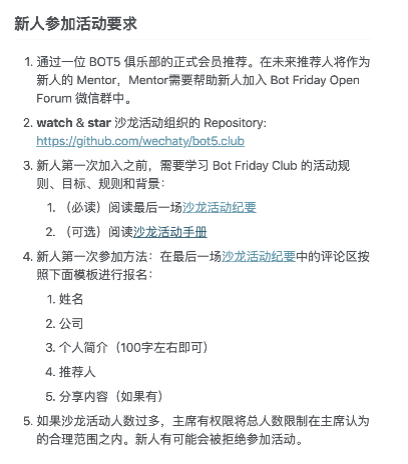 新人参加活动要求
1. 通过一位 BOT5 俱乐部的正式会员推荐。在未来推荐人将作为
新人的 Mentor，Mentor需要帮助新人加入 Bot Friday Open
Forum 微信群中。
2. watch & star 沙龙活动组织的 Repository:
https://github.com/wechaty/bot5.club
3. 新人第一次加入之前，需要学习 Bot Friday Club 的活动规
则、目标、规则和背景：
1. （必读）阅读最后一场沙龙活动纪要
2. （可选）阅读沙龙活动手册
4. 新人第一次参加方法：在最后一场沙龙活动纪要中的评论区按
照下面模板进行报名：
1. 姓名
2. 公司
3. 个人简介（100字左右即可）
4. 推荐人
5. 分享内容（如果有）
5. 如果沙龙活动人数过多，主席有权限将总人数限制在主席认为
的合理范围之内。新人有可能会被拒绝参加活动。